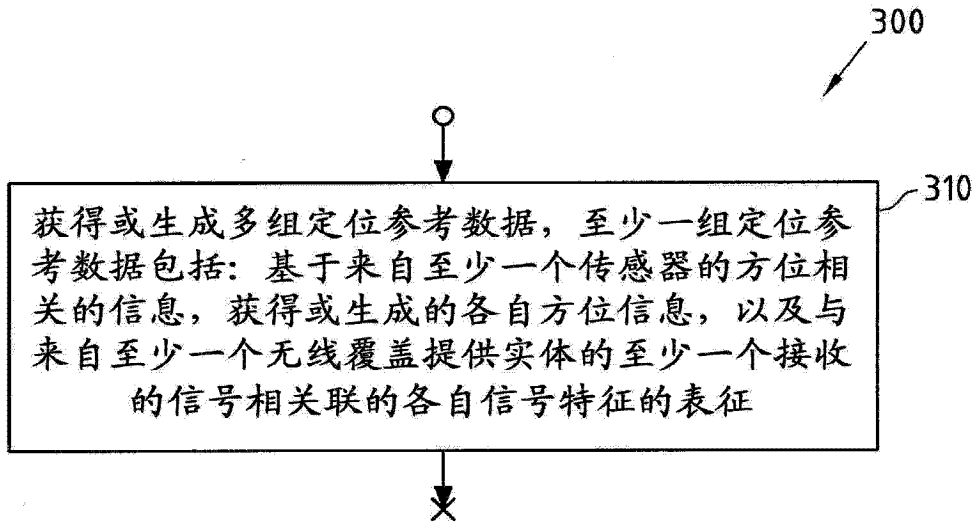 300
310
获得或生成多组定位参考数据，至少一组定位参
考数据包括：基于来自至少一个传感器的方位相
关的信息，获得或生成的各自方位信息，以及与
来自至少一个无线覆盖提供实体的至少一个接收
的信号相关联的各自信号特征的表征